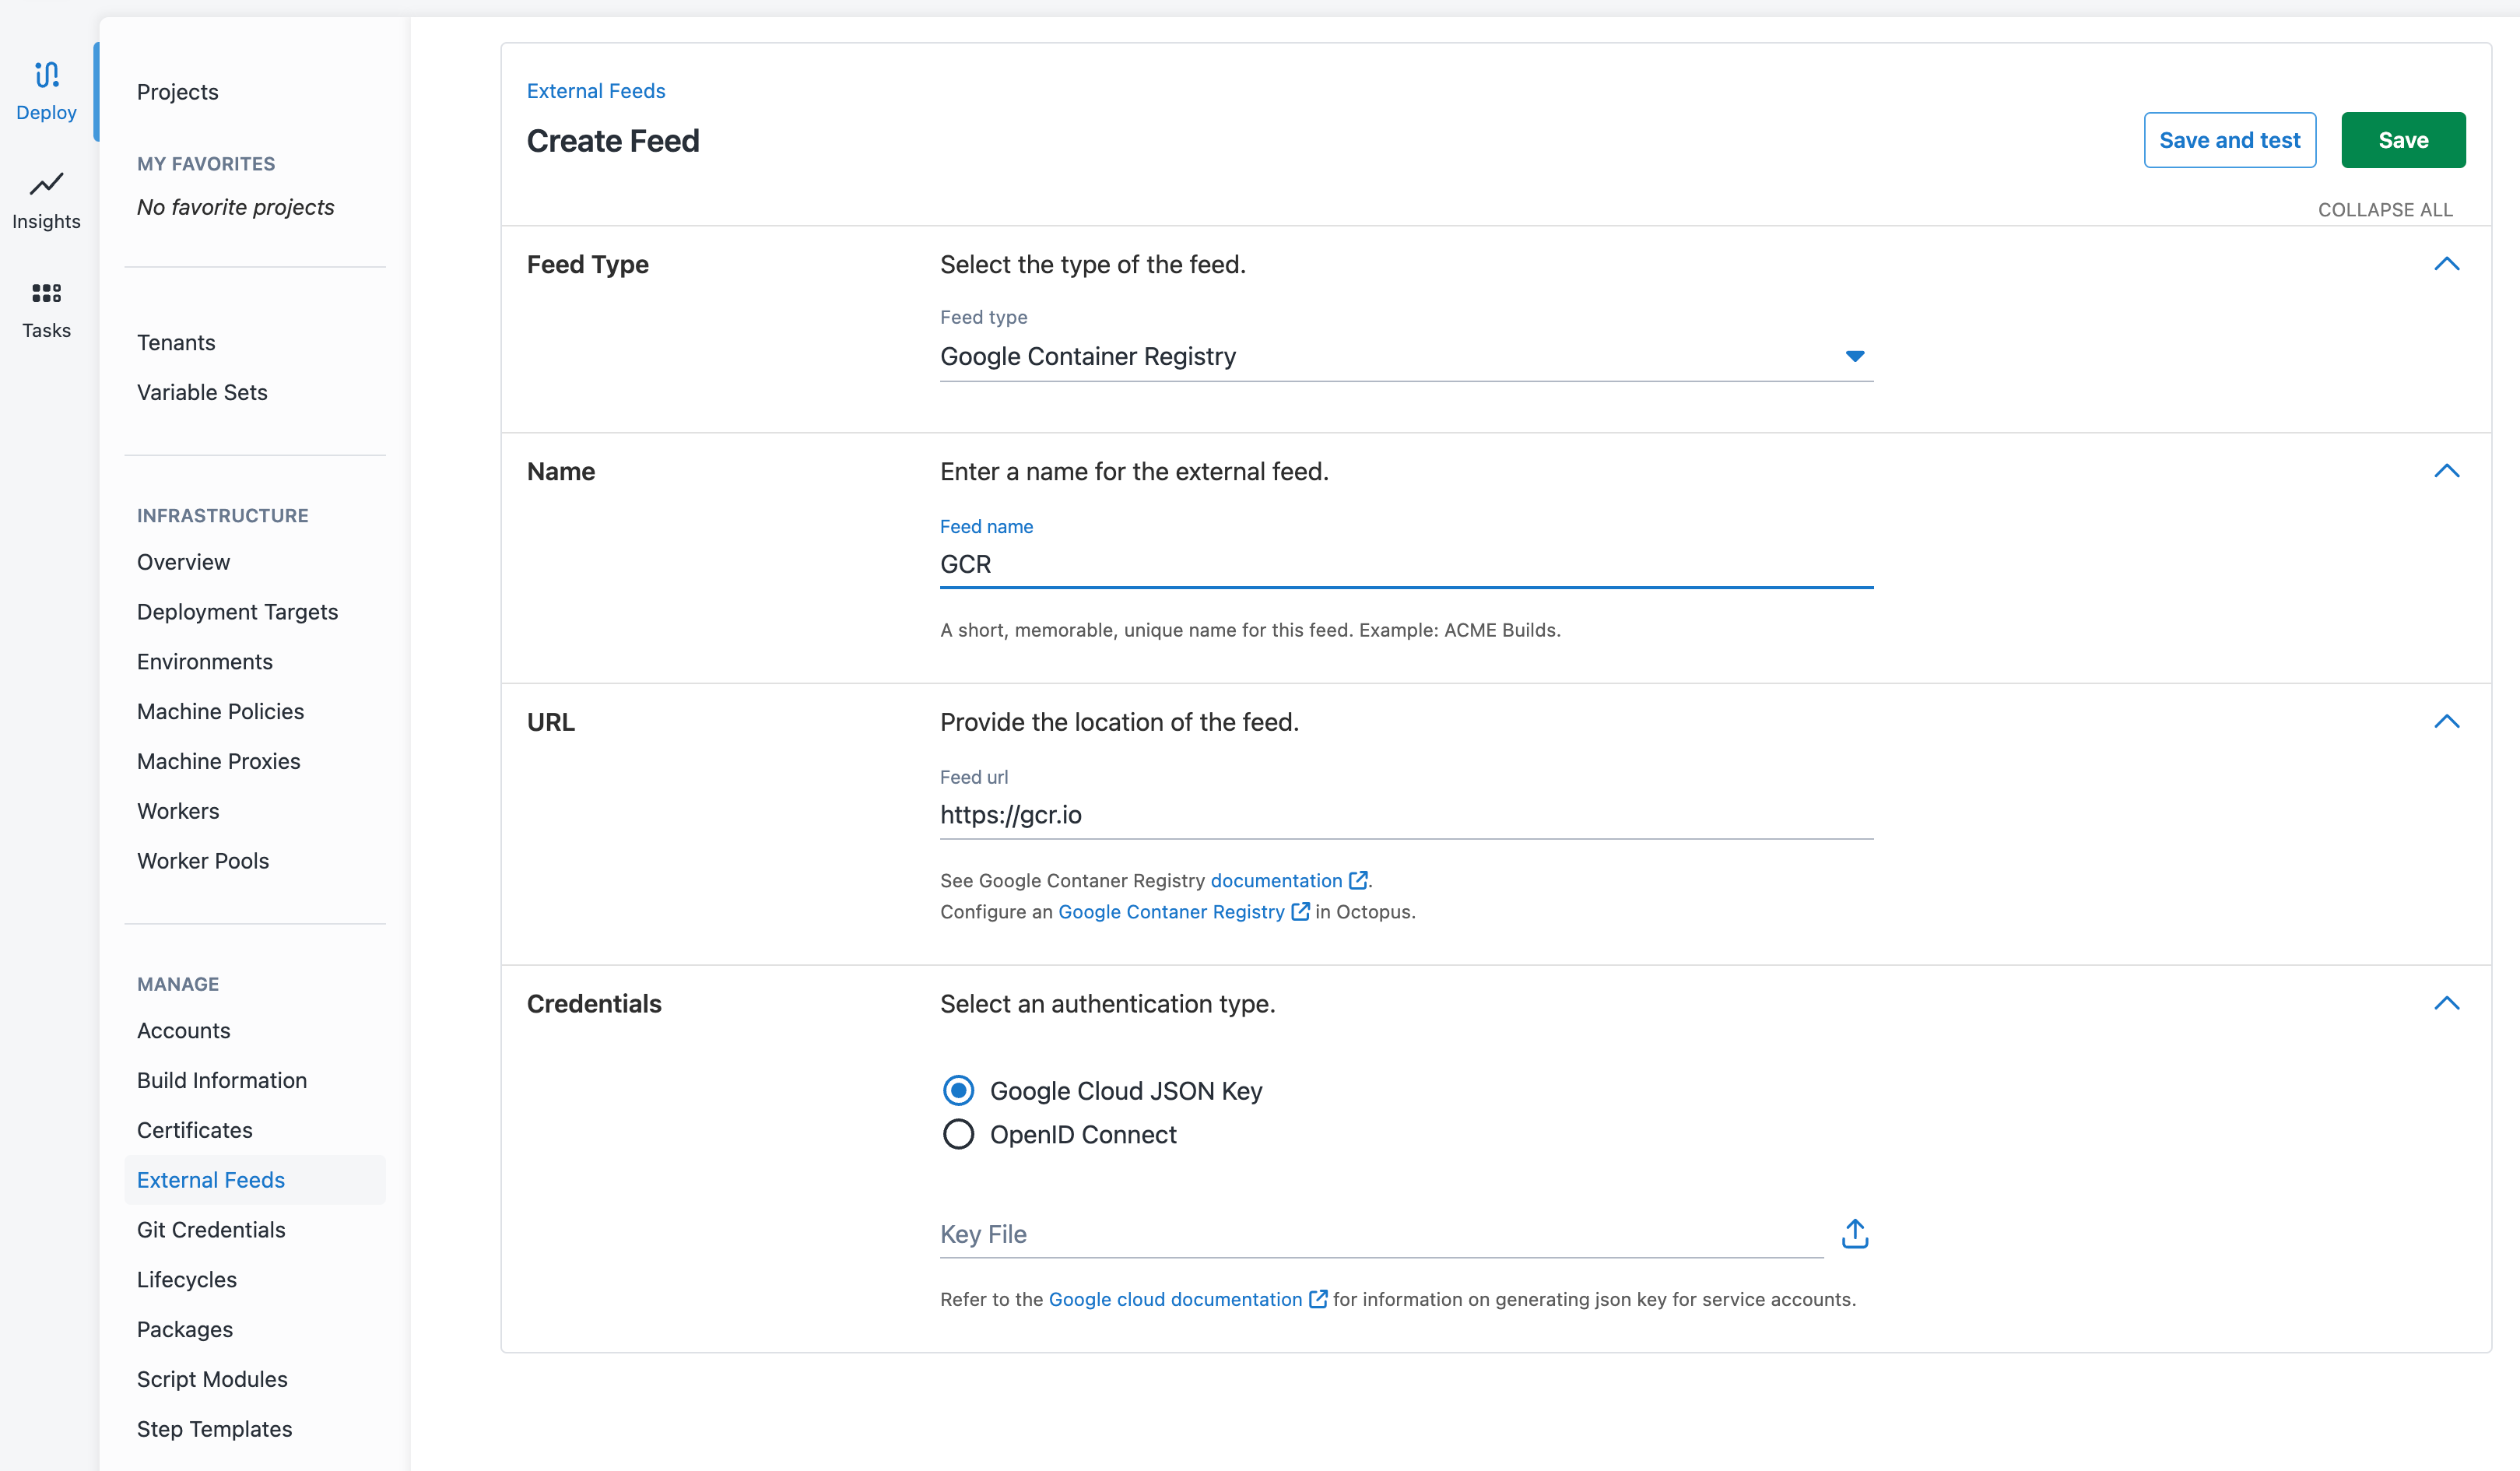 Deploy
Insights
Tasks
Projects
MY FAVORITES
No favorite projects
Tenants
Variable Sets
INFRASTRUCTURE
Overview
Deployment Targets
Environments
Machine Policies
Machine Proxies
Workers
Worker Pools
MANAGE
Accounts
Build Information
Certificates
External Feeds
Git Credentials
Lifecycles
Packages
Script Modules
Step Templates
External Feeds
Create Feed
Save and test
Save
COLLAPSE ALL
Feed Type
Select the type of the feed.
Feed type
Google Container Registry
Name
Enter a name for the external feed.
Feed name
GCR
A short, memorable, unique name for this feed. Example: ACME Builds.
URL
Provide the location of the feed.
Feed url
https://gcr.io
See Google Contaner Registry documentation.
Configure an Google Contaner Registry in Octopus.
Credentials
Select an authentication type.
Google Cloud JSON Key
OpenID Connect
Key File
Refer to the Google cloud documentation for information on generating json key for service accounts.